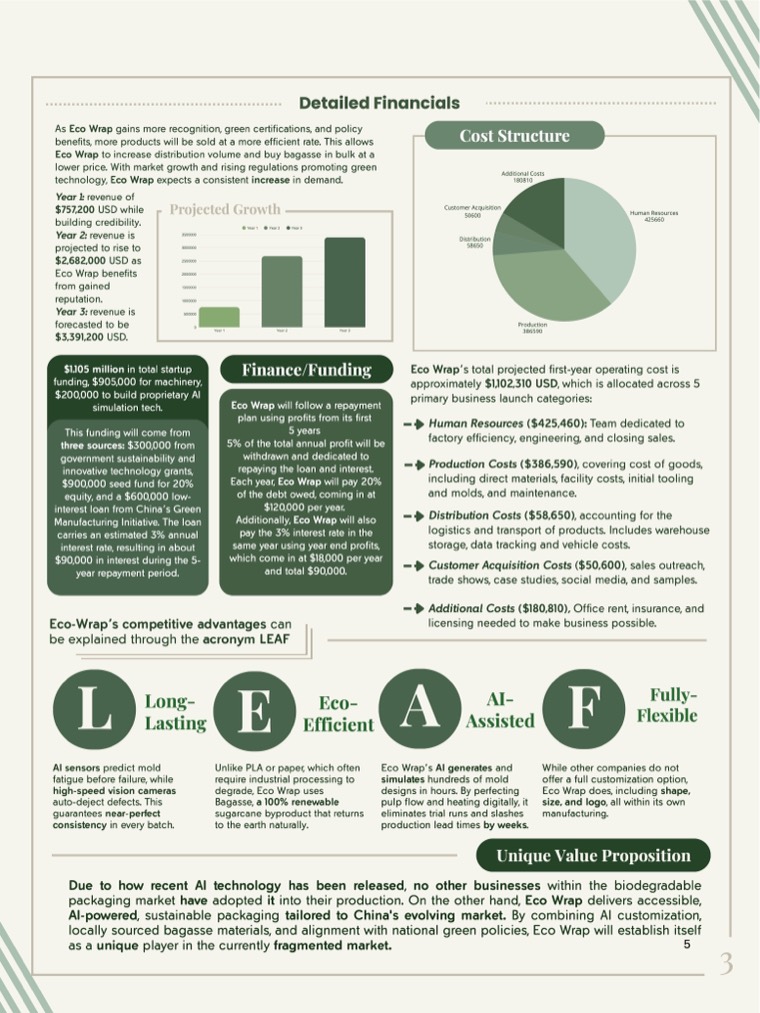 Detailed Financials
As Eco Wrap gains more recognition, green certifications, and policy
benefits, more products will be sold at a more efficient rate. This allows
Eco Wrap to increase distribution volume and buy bagasse in bulk at a
lower price. With market growth and rising regulations promoting green
technology, Eco Wrap expects a consistent increase in demand.
Year 1: revenue of
$757,200 USD while
building credibility.
Year 2: revenue is
projected to rise to
$2,682,000 USD as
Eco Wrap benefits
from gained
reputation.
Year 3: revenue is
forecasted to be
$3,391,200 USD.
Projected Growth
Year 1 Year 2 Year 3
3500000
3000000
2500000
2000000
1500000
1000000
500000
0
Year 1 Year 2 Year 3
Cost Structure
Additional Costs
180810
Customer Acquisition
50600
Distribution
58650
Human Resources
425660
Production
386590
$1.105 million in total startup
funding, $905,000 for machinery,
$200,000 to build proprietary AI
simulation tech.
This funding will come from
three sources: $300,000 from
government sustainability and
innovative technology grants,
$900,000 seed fund for 20%
equity, and a $600,000 low-
interest loan from China's Green
Manufacturing Initiative. The loan
carries an estimated 3% annual
interest rate, resulting in about
$90,000 in interest during the 5-
year repayment period.
Finance/Funding
Eco Wrap will follow a repayment
plan using profits from its first
5 years
5% of the total annual profit will be
withdrawn and dedicated to
repaying the loan and interest.
Each year, Eco Wrap will pay 20%
of the debt owed, coming in at
$120,000 per year.
Additionally, Eco Wrap will also
pay the 3% interest rate in the
same year using year end profits,
which come in at $18,000 per year
and total $90,000.
Eco Wrap's total projected first-year operating cost is
approximately $1,102,310 USD, which is allocated across 5
primary business launch categories:
Human Resources ($425,460): Team dedicated to
factory efficiency, engineering, and closing sales.
Production Costs ($386,590), covering cost of goods,
including direct materials, facility costs, initial tooling
and molds, and maintenance.
Distribution Costs ($58,650), accounting for the
logistics and transport of products. Includes warehouse
storage, data tracking and vehicle costs.
Customer Acquisition Costs ($50,600), sales outreach,
trade shows, case studies, social media, and samples.
Additional Costs ($180,810), Office rent, insurance, and
licensing needed to make business possible.
Eco-Wrap's competitive advantages can
be explained through the acronym LEAF
L
Long-
Lasting
E
Eco-
Efficient
A
AI-
Assisted
F
Fully-
Flexible
AI sensors predict mold
fatigue before failure, while
high-speed vision cameras
auto-deject defects. This
guarantees near-perfect
consistency in every batch.
Unlike PLA or paper, which often
require industrial processing to
degrade, Eco Wrap uses
Bagasse, a 100% renewable
sugarcane byproduct that returns
to the earth naturally.
Eco Wrap's AI generates and
simulates hundreds of mold
designs in hours. By perfecting
pulp flow and heating digitally, it
eliminates trial runs and slashes
production lead times by weeks.
While other companies do not
offer a full customization option,
Eco Wrap does, including shape,
size, and logo, all within its own
manufacturing.
Unique Value Proposition
Due to how recent AI technology has been released, no other businesses within the biodegradable
packaging market have adopted it into their production. On the other hand, Eco Wrap delivers accessible,
AI-powered, sustainable packaging tailored to China's evolving market. By combining AI customization,
locally sourced bagasse materials, and alignment with national green policies, Eco Wrap will establish itself
as a unique player in the currently fragmented market.
5
3